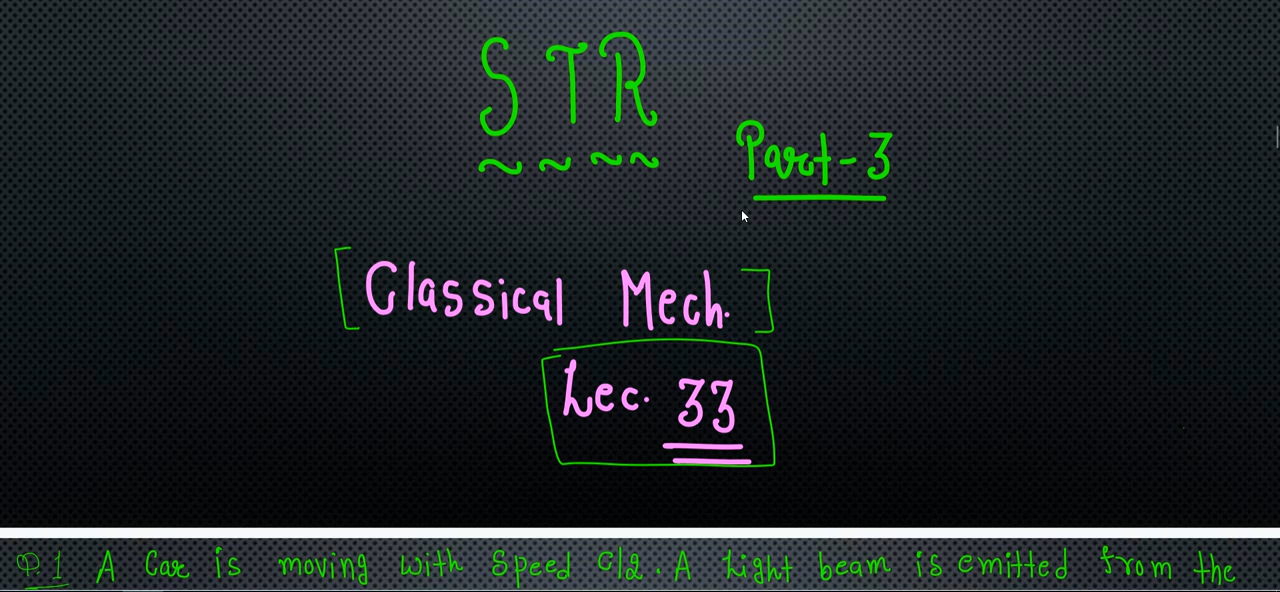 STR
Part-3
[Classical Mech.]
Lec. 33
Q1 A Car is moving with Speed C/2. A Light beam is emitted from the